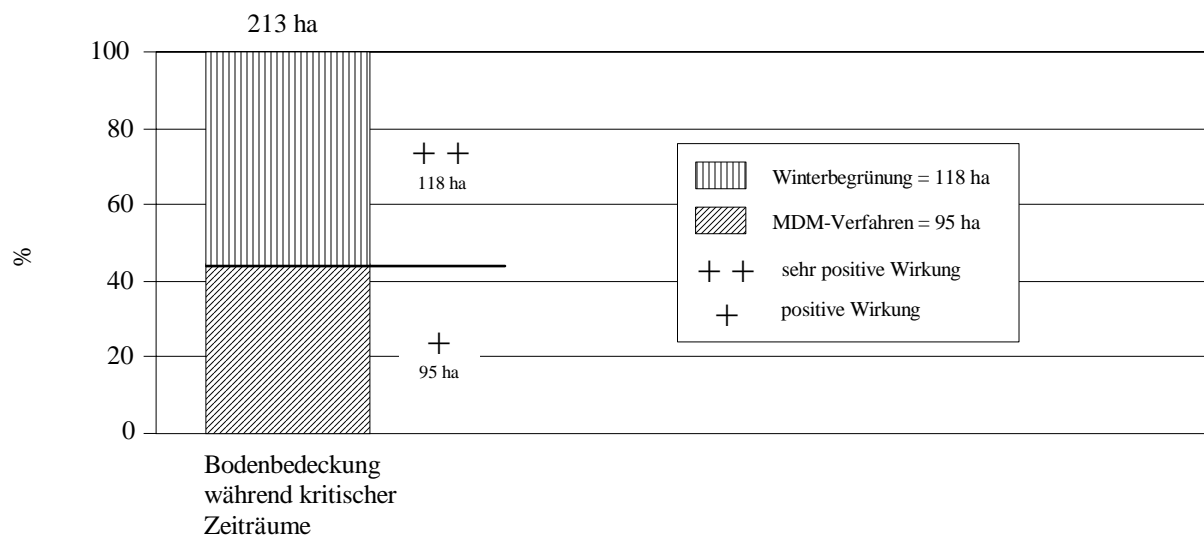 213 ha
100
80
60
40
20
0
%
+ +
118 ha
+
95 ha
Winterbegrünung = 118 ha
MDM-Verfahren = 95 ha
+ + sehr positive Wirkung
+ positive Wirkung
Bodenbedeckung
während kritischer
Zeiträume